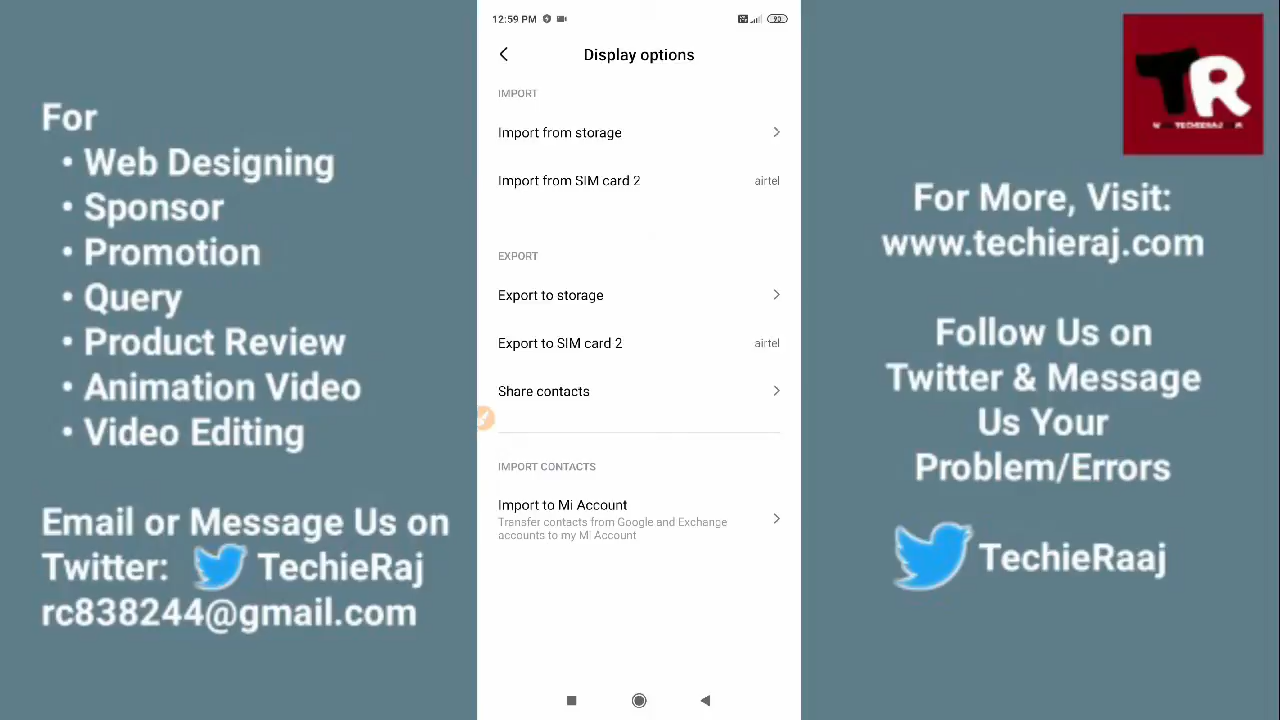 For
• Web Designing
• Sponsor
• Promotion
• Query
• Product Review
• Animation Video
• Video Editing
Email or Message Us on
Twitter: TechieRaj
rc838244@gmail.com
12:59 PM
90
Display options
IMPORT
Import from storage
Import from SIM card 2 airtel
EXPORT
Export to storage
Export to SIM card 2 airtel
Share contacts
IMPORT CONTACTS
Import to Mi Account
Transfer contacts from Google and Exchange
accounts to my Mi Account
TR
For More, Visit:
www.techieraj.com
Follow Us on
Twitter & Message
Us Your
Problem/Errors
TechieRaaj